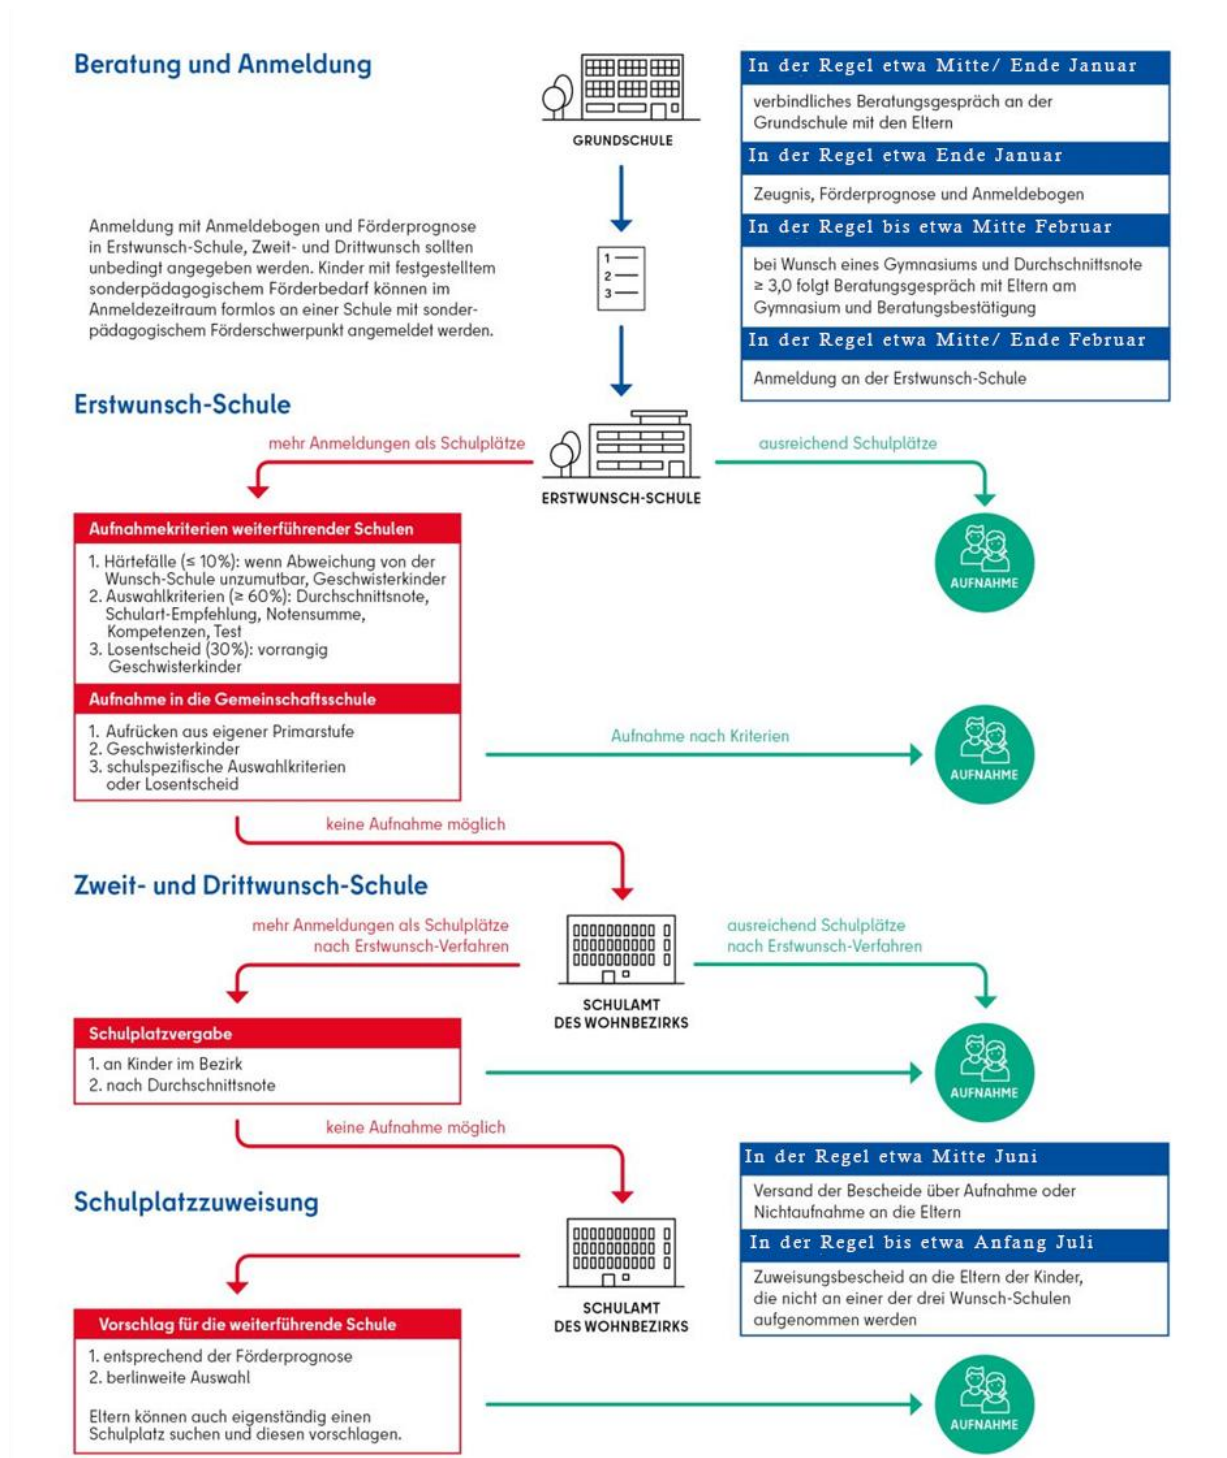 Beratung und Anmeldung
GRUNDSCHULE
In der Regel etwa Mitte/ Ende Januar
verbindliches Beratungsgespräch an der
Grundschule mit den Eltern
In der Regel etwa Ende Januar
Zeugnis, Förderprognose und Anmeldebogen
In der Regel bis etwa Mitte Februar
bei Wunsch eines Gymnasiums und Durchschnittsnote
≥ 3,0 folgt Beratungsgespräch mit Eltern am
Gymnasium und Beratungsbestätigung
In der Regel etwa Mitte/ Ende Februar
Anmeldung an der Erstwunsch-Schule
Anmeldung mit Anmeldebogen und Förderprognose
in Erstwunsch-Schule, Zweit- und Drittwunsch sollten
unbedingt angegeben werden. Kinder mit festgestelltem
sonderpädagogischem Förderbedarf können im
Anmeldezeitraum formlos an einer Schule mit sonder-
pädagogischem Förderschwerpunkt angemeldet werden.
1
2
3
Erstwunsch-Schule
mehr Anmeldungen als Schulplätze
ERSTWUNSCH-SCHULE
ausreichend Schulplätze
AUFNAHME
Aufnahmekriterien weiterführender Schulen
1. Härtefälle (≤ 10%): wenn Abweichung von der
Wunsch-Schule unzumutbar, Geschwisterkinder
2. Auswahlkriterien (≥ 60%): Durchschnittsnote,
Schulart-Empfehlung, Notensumme,
Kompetenzen, Test
3. Losentscheid (30%): vorrangig
Geschwisterkinder
Aufnahme in die Gemeinschaftsschule
1. Aufrücken aus eigener Primarstufe
2. Geschwisterkinder
3. schulspezifische Auswahlkriterien
oder Losentscheid
Aufnahme nach Kriterien
AUFNAHME
keine Aufnahme möglich
Zweit- und Drittwunsch-Schule
mehr Anmeldungen als Schulplätze
nach Erstwunsch-Verfahren
SCHULAMT
DES WOHNBEZIRKS
ausreichend Schulplätze
nach Erstwunsch-Verfahren
Schulplatzvergabe
1. an Kinder im Bezirk
2. nach Durchschnittsnote
AUFNAHME
keine Aufnahme möglich
Schulplatzzuweisung
SCHULAMT
DES WOHNBEZIRKS
In der Regel etwa Mitte Juni
Versand der Bescheide über Aufnahme oder
Nichtaufnahme an die Eltern
In der Regel bis etwa Anfang Juli
Zuweisungsbescheid an die Eltern der Kinder,
die nicht an einer der drei Wunsch-Schulen
aufgenommen werden
Vorschlag für die weiterführende Schule
1. entsprechend der Förderprognose
2. berlinweite Auswahl
Eltern können auch eigenständig einen
Schulplatz suchen und diesen vorschlagen.
AUFNAHME